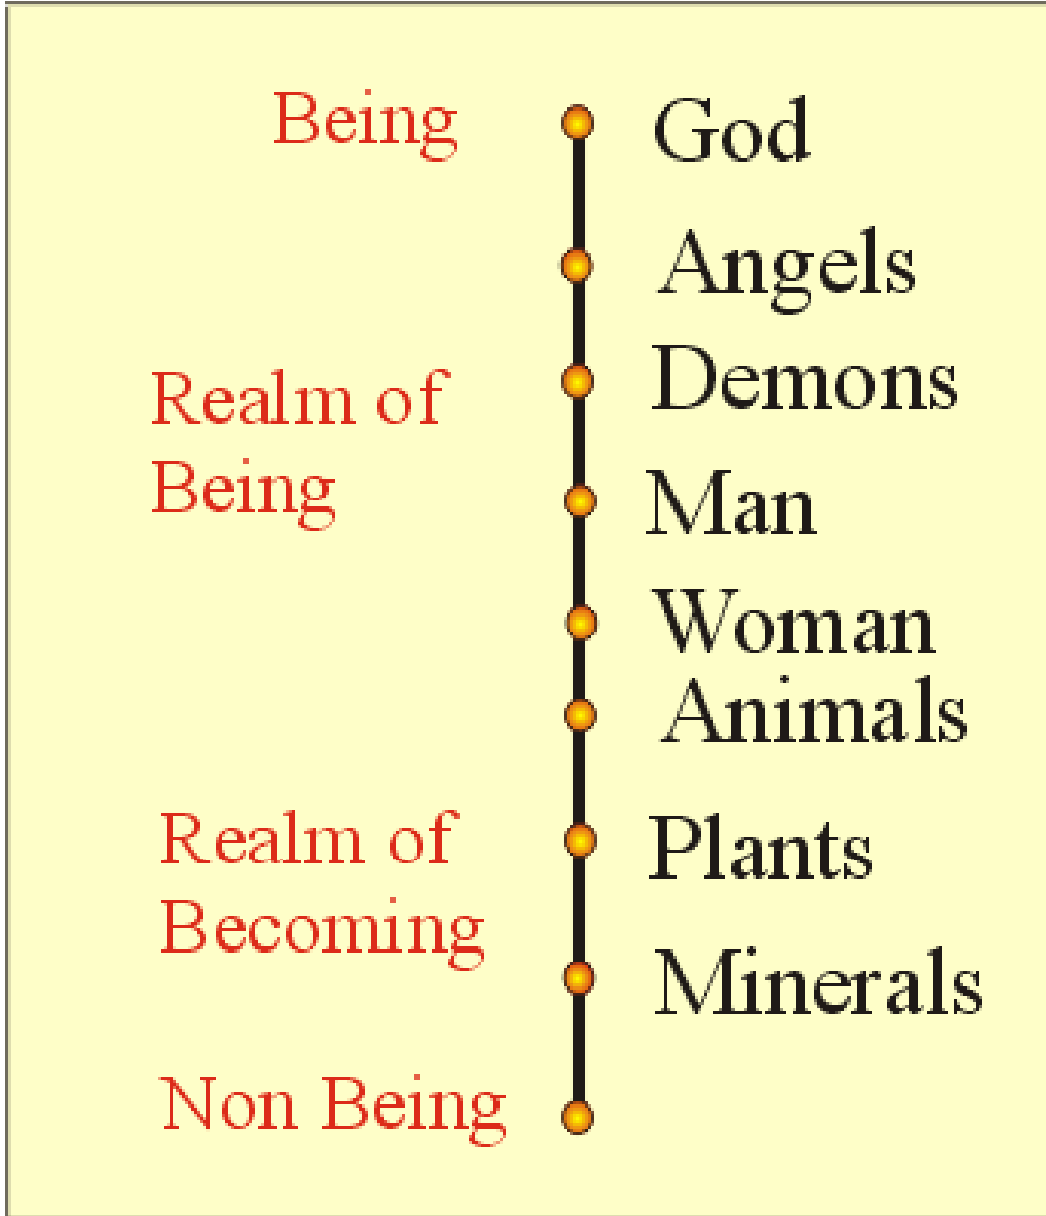 Being
God
Angels
Demons
Realm of
Being
Man
Woman
Animals
Realm of
Becoming
Plants
Minerals
Non Being